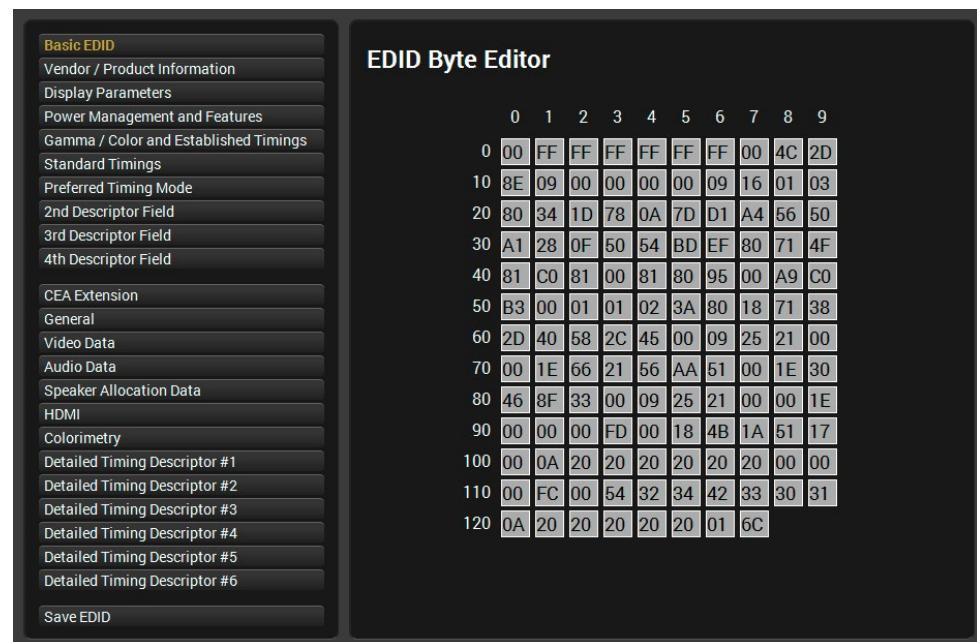 Basic EDID
Vendor / Product Information
Display Parameters
Power Management and Features
Gamma / Color and Established Timings
Standard Timings
Preferred Timing Mode
2nd Descriptor Field
3rd Descriptor Field
4th Descriptor Field
CEA Extension
General
Video Data
Audio Data
Speaker Allocation Data
HDMI
Colorimetry
Detailed Timing Descriptor #1
Detailed Timing Descriptor #2
Detailed Timing Descriptor #3
Detailed Timing Descriptor #4
Detailed Timing Descriptor #5
Detailed Timing Descriptor #6
Save EDID
EDID Byte Editor
0 1 2 3 4 5 6 7 8 9
0 00 FF FF FF FF FF FF 00 4C 2D
10 8E 09 00 00 00 00 09 16 01 03
20 80 34 1D 78 0A 7D D1 A4 56 50
30 A1 28 0F 50 54 BD EF 80 71 4F
40 81 C0 81 00 81 80 95 00 A9 C0
50 B3 00 01 01 02 3A 80 18 71 38
60 2D 40 58 2C 45 00 09 25 21 00
70 00 1E 66 21 56 AA 51 00 1E 30
80 46 8F 33 00 09 25 21 00 00 1E
90 00 00 00 FD 00 18 4B 1A 51 17
100 00 0A 20 20 20 20 20 20 00 00
110 00 FC 00 54 32 34 42 33 30 31
120 0A 20 20 20 20 20 01 6C